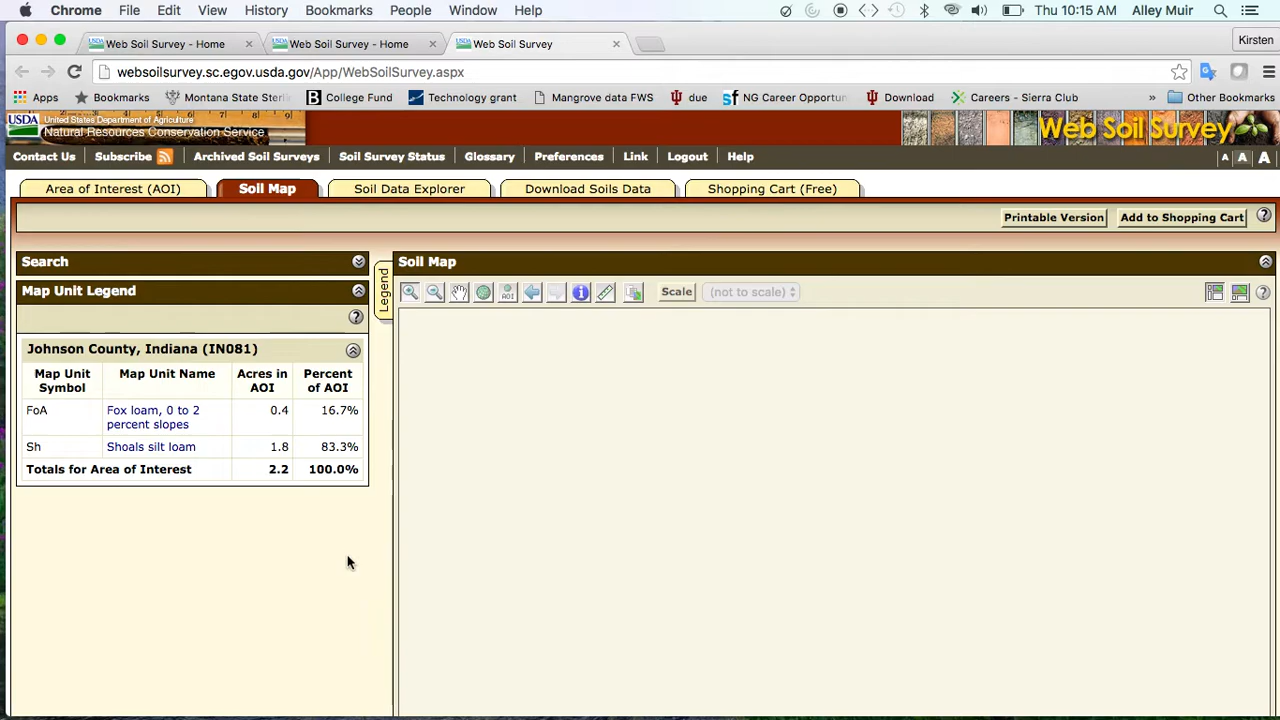 Chrome File Edit View History Bookmarks People Window Help Thu 10:15 AM Alley Muir
Web Soil Survey - Home Web Soil Survey - Home Web Soil Survey Kirsten
websoilsurvey.sc.egov.usda.gov/App/WebSoilSurvey.aspx
Apps Bookmarks Montana State Sterli College Fund Technology grant Mangrove data FWS due NG Career Opportun Download Careers - Sierra Club » Other Bookmarks
USDA United States Department of Agriculture
Natural Resources Conservation Service
Web Soil Survey
Contact Us Subscribe Archived Soil Surveys Soil Survey Status Glossary Preferences Link Logout Help A A A
Area of Interest (AOI) Soil Map Soil Data Explorer Download Soils Data Shopping Cart (Free)
Printable Version Add to Shopping Cart ?
Search
Map Unit Legend
?
Johnson County, Indiana (IN081)
Map Unit Symbol Map Unit Name Acres in AOI Percent of AOI
FoA Fox loam, 0 to 2 percent slopes 0.4 16.7%
Sh Shoals silt loam 1.8 83.3%
Totals for Area of Interest 2.2 100.0%
Legend
Soil Map
AOI i Scale (not to scale) ?